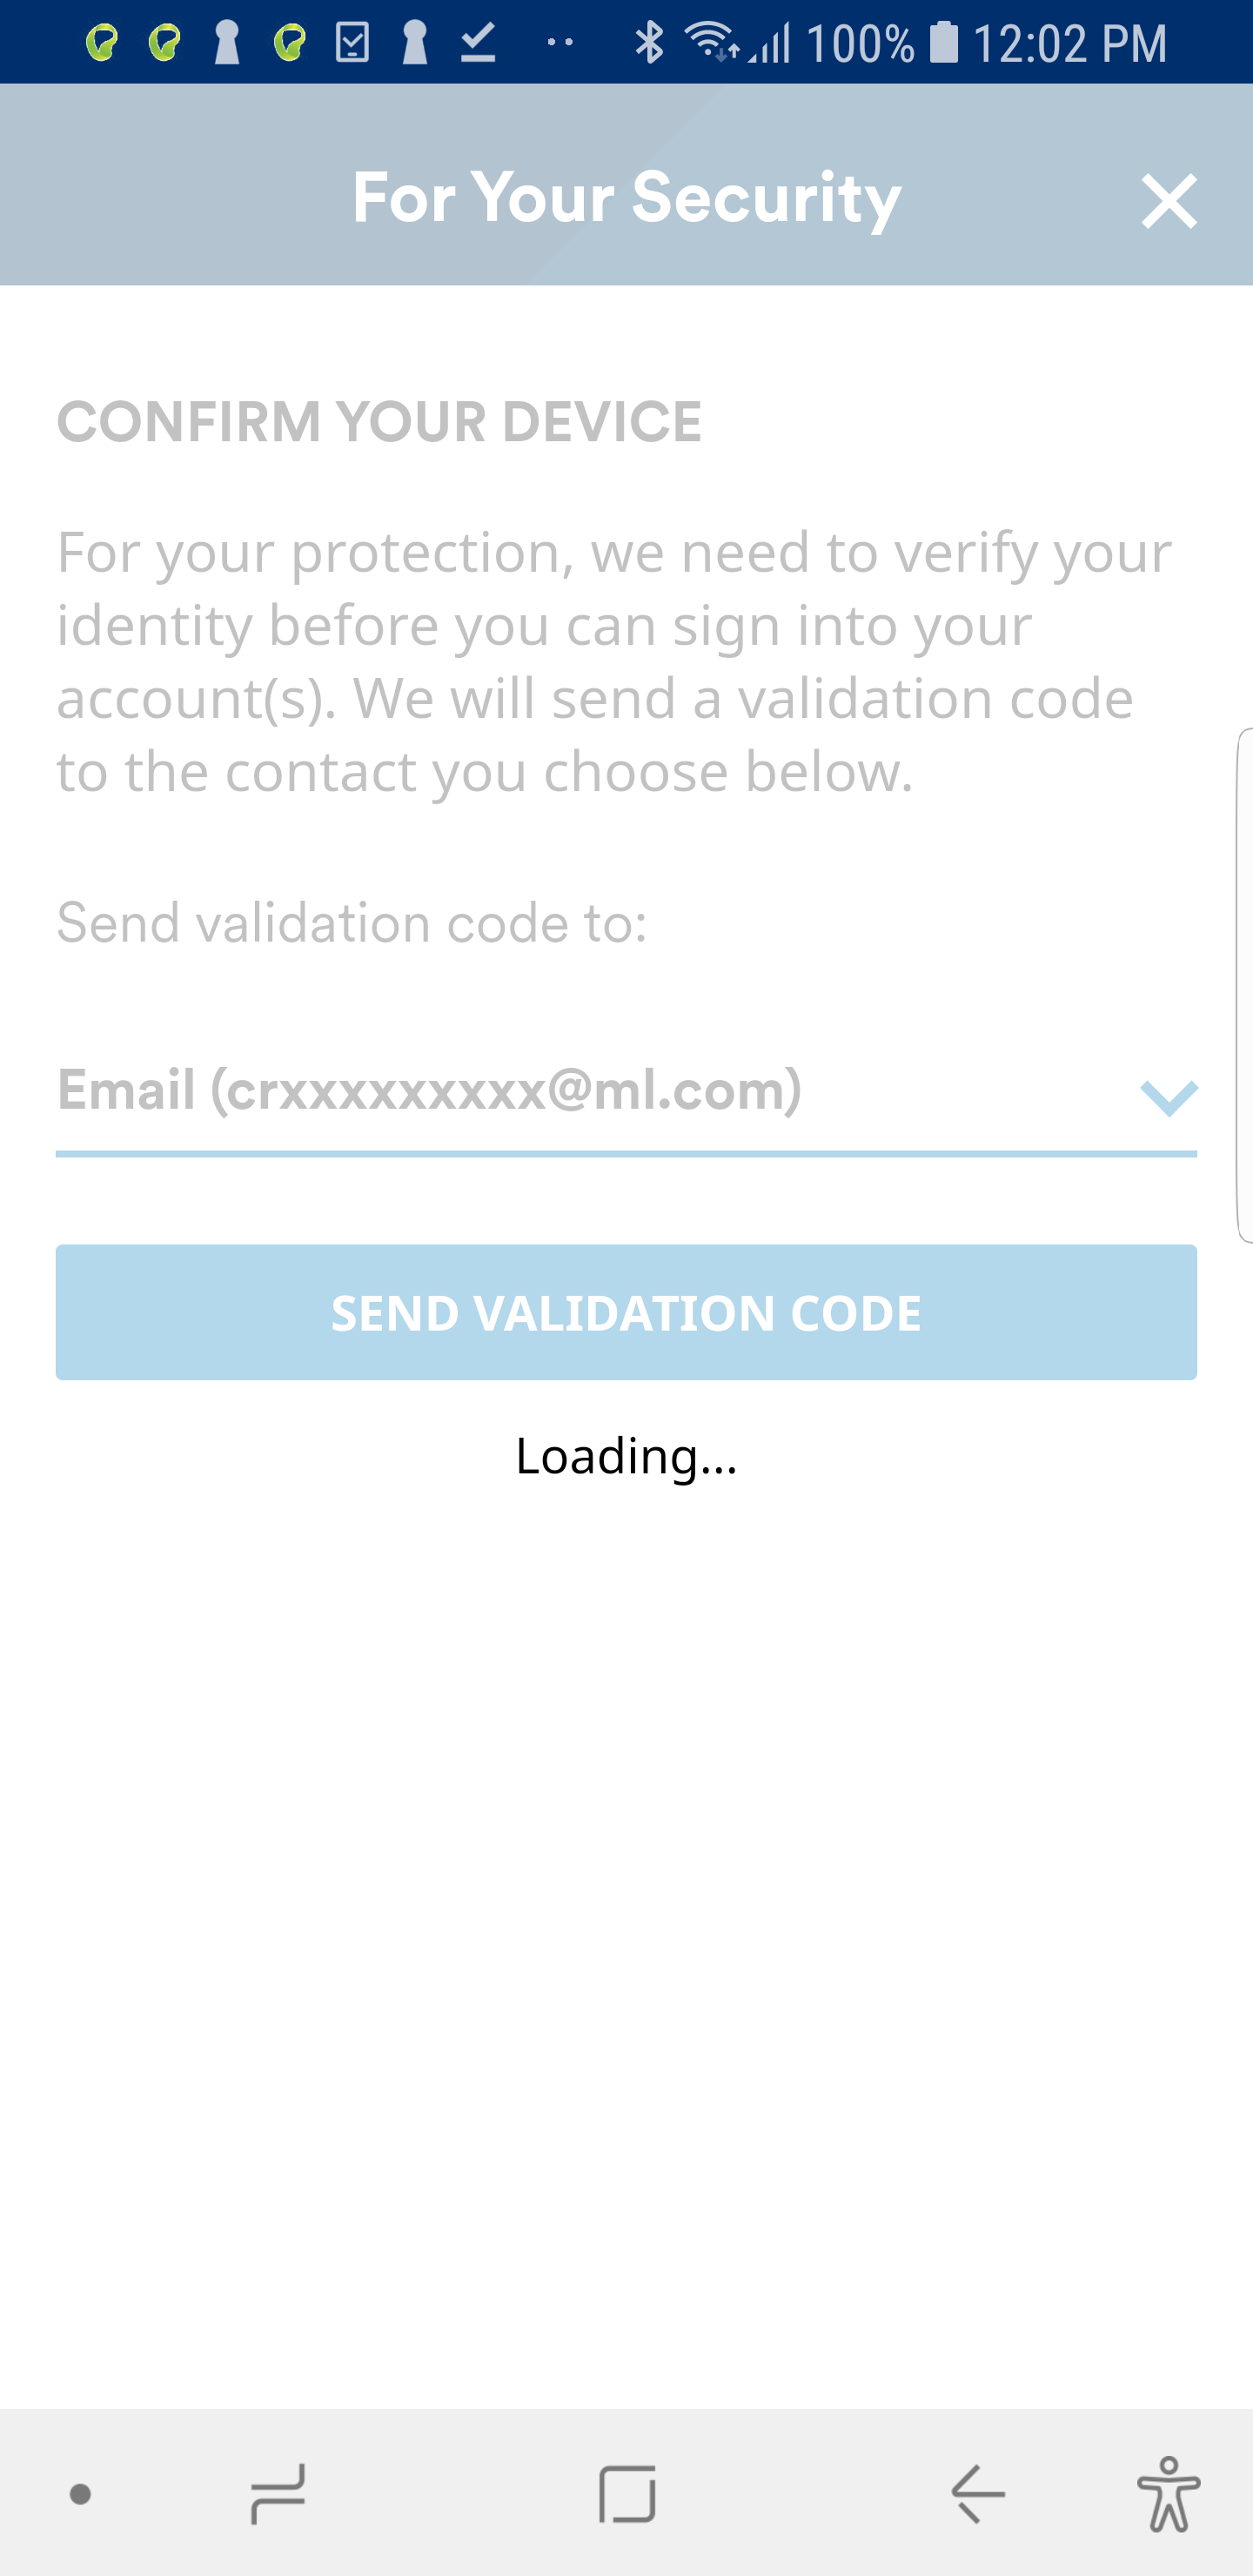 100% 12:02 PM
For Your Security
CONFIRM YOUR DEVICE
For your protection, we need to verify your
identity before you can sign into your
account(s). We will send a validation code
to the contact you choose below.
Send validation code to:
Email (crxxxxxxxxx@ml.com)
SEND VALIDATION CODE
Loading...